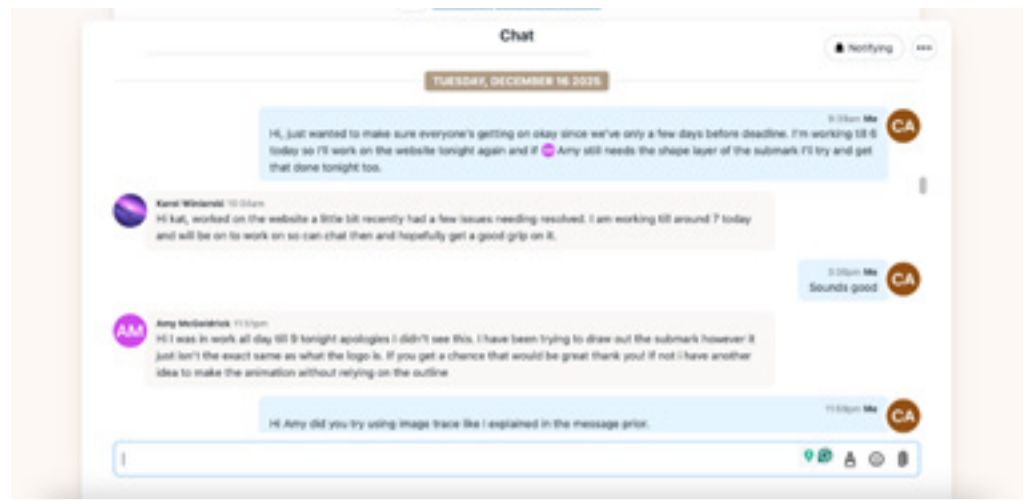 Chat
Notifying
TUESDAY, DECEMBER 16 2025
Me
CA
Hi, just wanted to make sure everyone's getting on okay since we've only a few days before deadline. I'm working till 6
today so I'll work on the website tonight again and if AM Amy still needs the shape layer of the submark I'll try and get
that done tonight too.
Karol Winiarski
Hi kat, worked on the website a little bit recently had a few issues needing resolved. I am working till around 7 today
and will be on to work on so can chat then and hopefully get a good grip on it.
Me
CA
Sounds good
AM
Amy McGoldrick 11:51pm
Hi I was in work all day till 9 tonight apologies I didn't see this. I have been trying to draw out the submark however it
just isn't the exact same as what the logo is. If you get a chance that would be great thank you! If not i have another
idea to make the animation without relying on the outline
11:59pm Me
CA
Hi Amy did you try using image trace like I explained in the message prior.